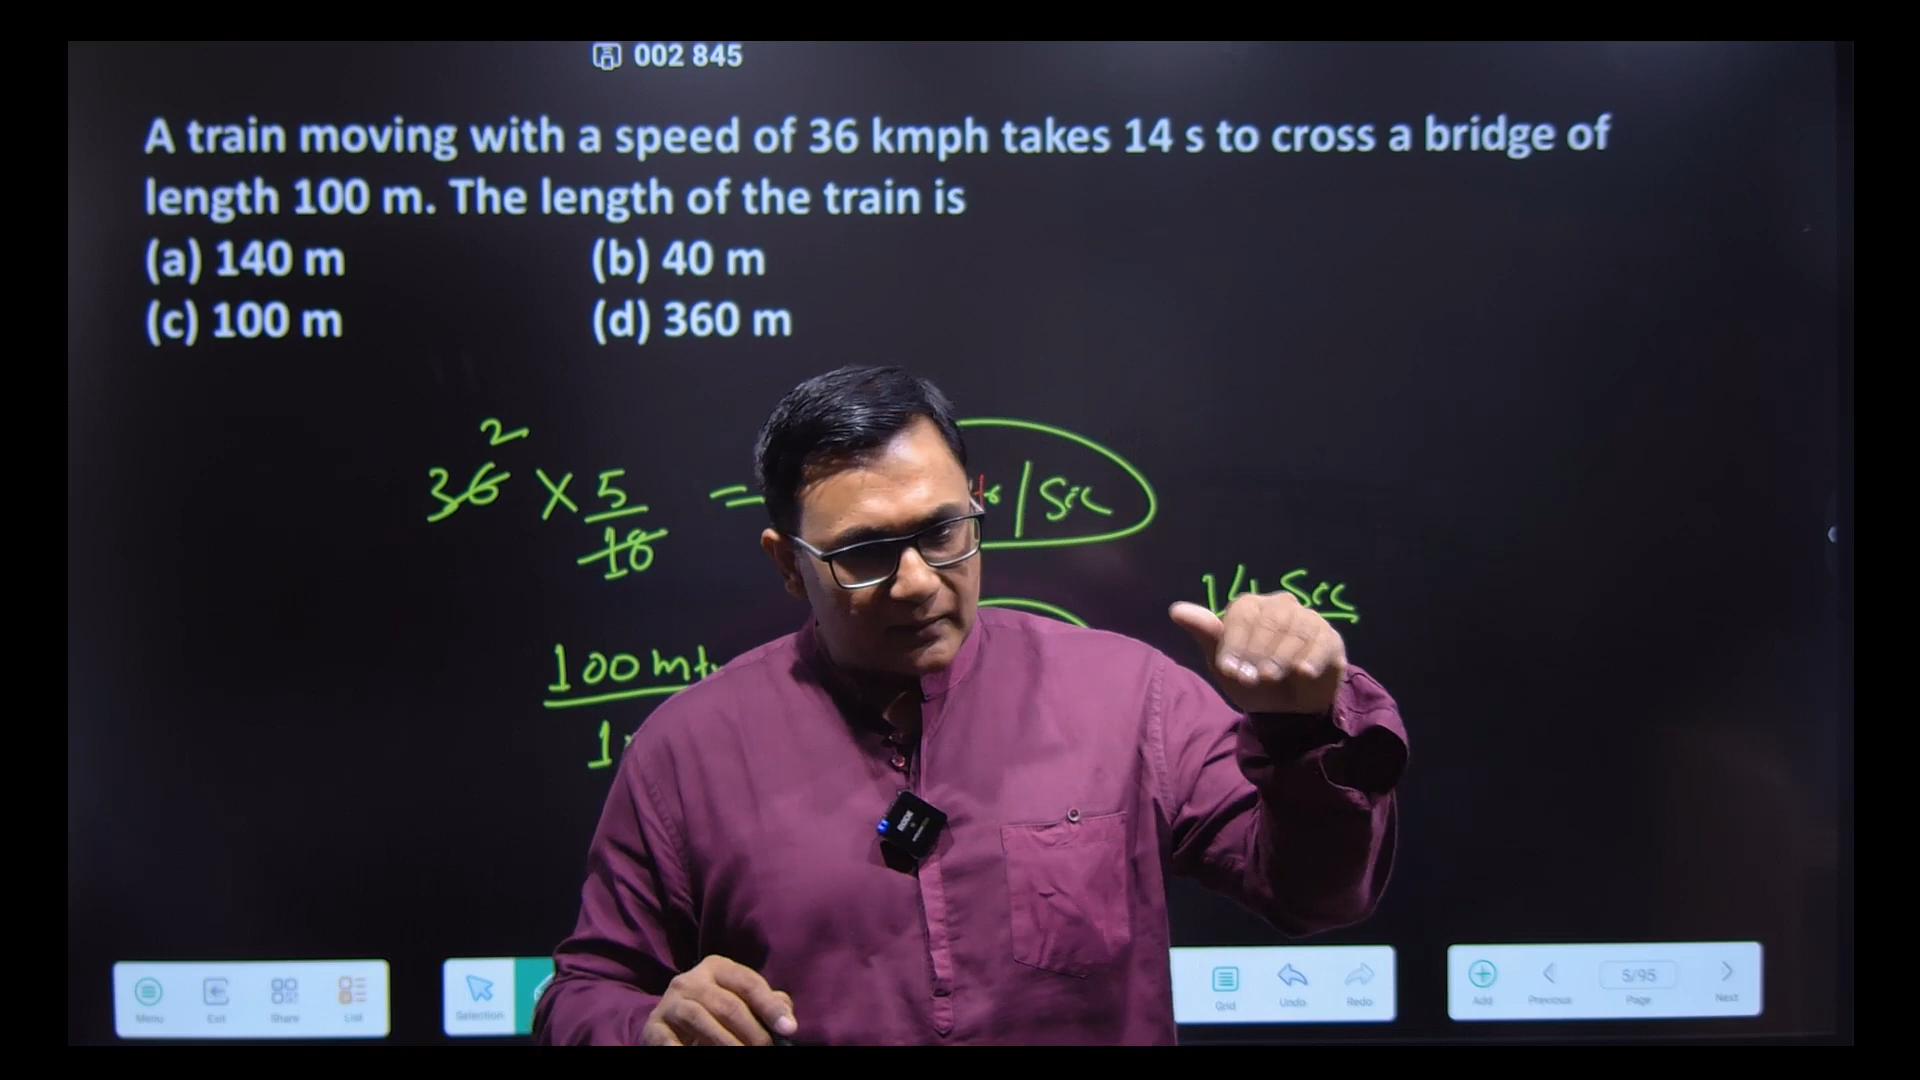 002 845
A train moving with a speed of 36 kmph takes 14 s to cross a bridge of
length 100 m. The length of the train is
(a) 140 m (b) 40 m
(c) 100 m (d) 360 m
2
36 × 5/18 = /Sec
14 Sec
100 mtr
1
Menu Exit Share List Selection Grid Undo Redo Add Previous 5/95 Page Next